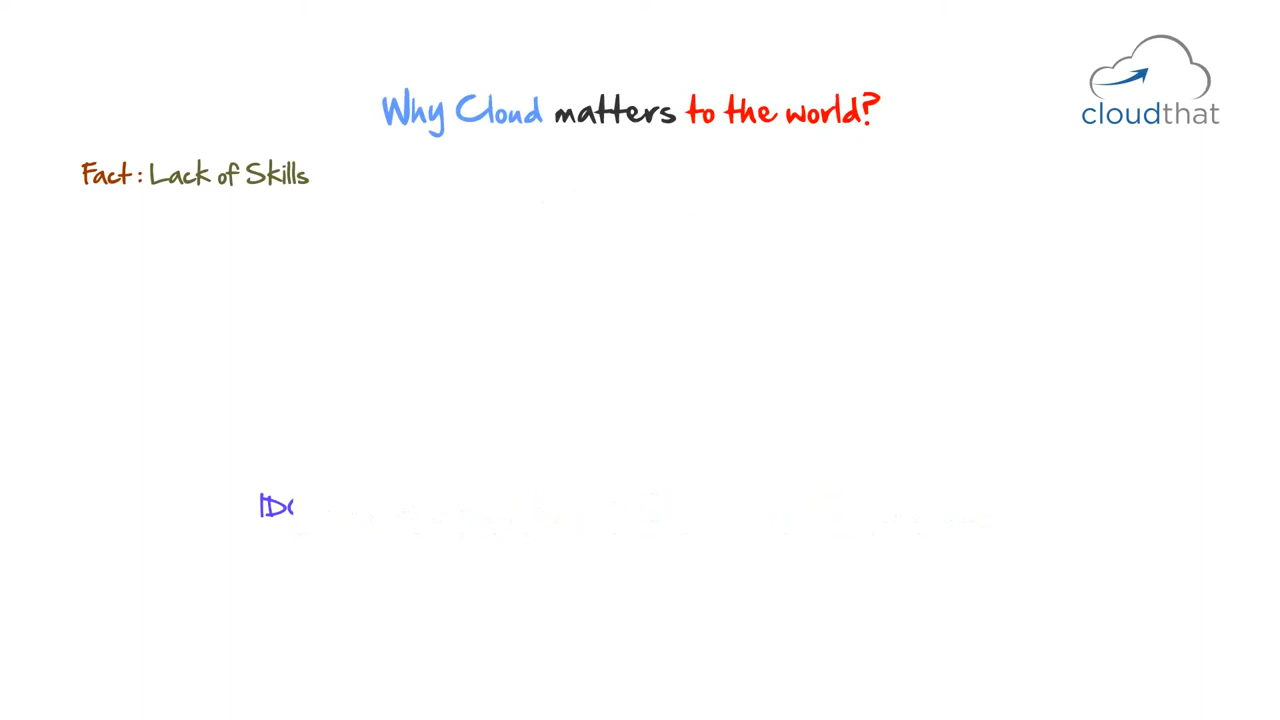 cloudthat
Why Cloud matters to the world?
Fact : Lack of Skills